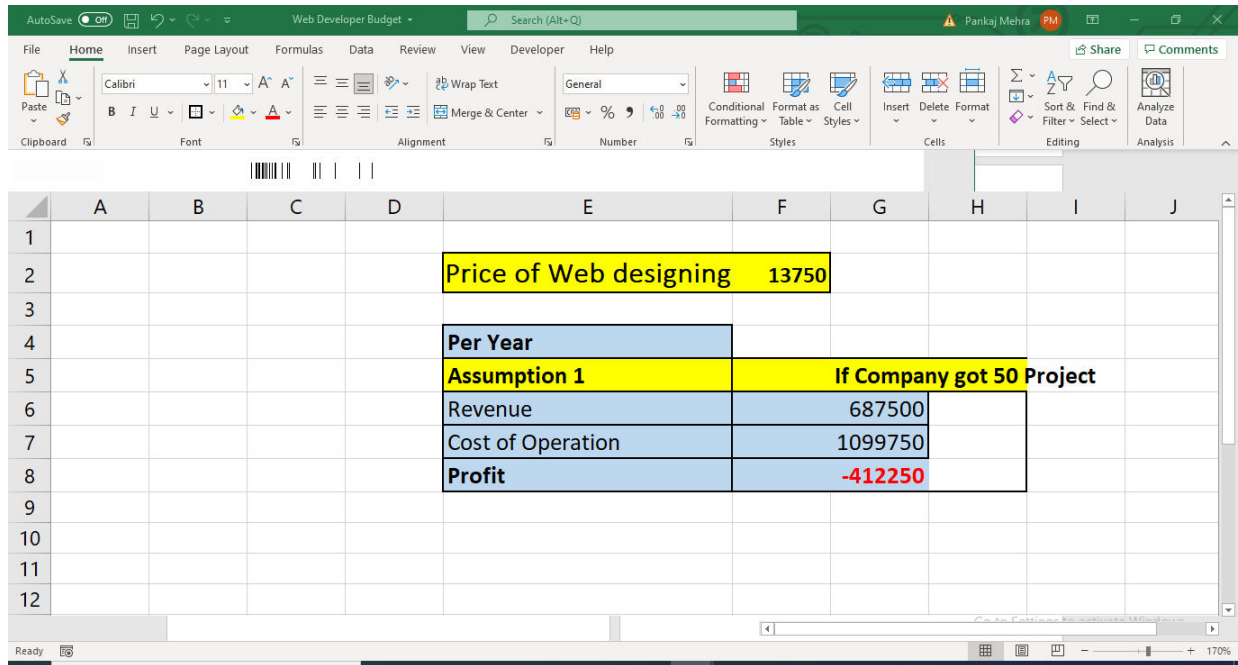 AutoSave Off Web Developer Budget Search (Alt+Q) Pankaj Mehra PM
File Home Insert Page Layout Formulas Data Review View Developer Help Share Comments
Paste Calibri 11 A^ A˅ Wrap Text General Conditional Formatting Format as Table Cell Styles Insert Delete Format Sort & Filter Find & Select Analyze Data
B I U A Merge & Center % 9 .00 .0
Clipboard Font Alignment Number Styles Cells Editing Analysis
A B C D E F G H I J
1
2 Price of Web designing 13750
3
4 Per Year
5 Assumption 1 If Company got 50 Project
6 Revenue 687500
7 Cost of Operation 1099750
8 Profit -412250
9
10
11
12
Ready 170%